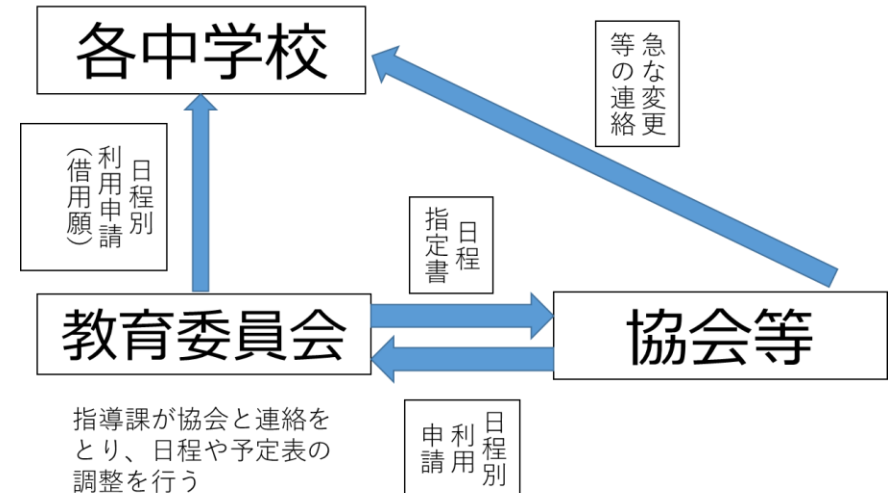 各中学校
急な変更
等の連絡
日程別
利用申請
（借用願）
日程
指定書
教育委員会
協会等
指導課が協会と連絡を
とり、日程や予定表の
調整を行う
日程別
利用
申請